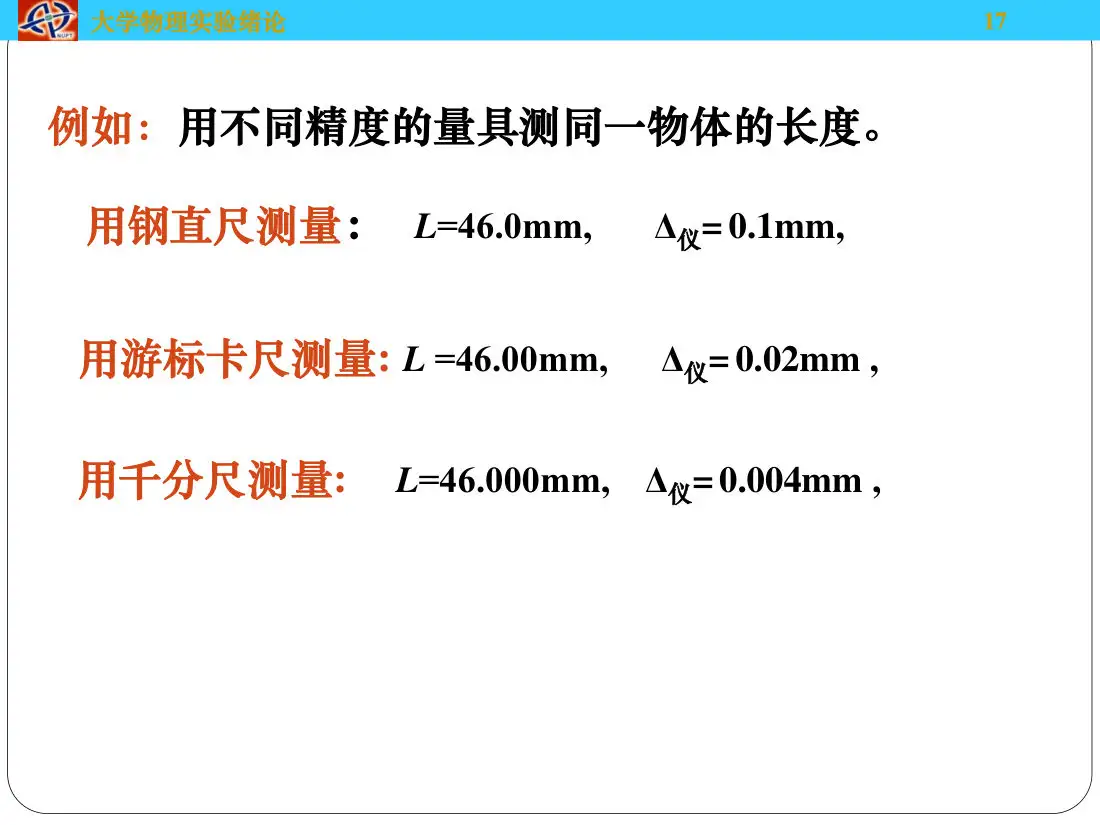 NUPT
大学物理实验绪论 17
例如：用不同精度的量具测同一物体的长度。
用钢直尺测量： L=46.0mm, Δ仪=0.1mm,
用游标卡尺测量: L =46.00mm, Δ仪=0.02mm ,
用千分尺测量: L=46.000mm, Δ仪=0.004mm ,